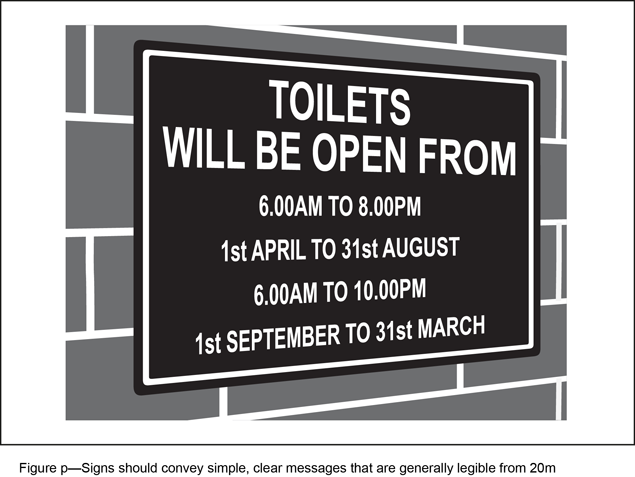 TOILETS
WILL BE OPEN FROM
6.00AM TO 8.00PM
1st APRIL TO 31st AUGUST
6.00AM TO 10.00PM
1st SEPTEMBER TO 31st MARCH
Figure p—Signs should convey simple, clear messages that are generally legible from 20m